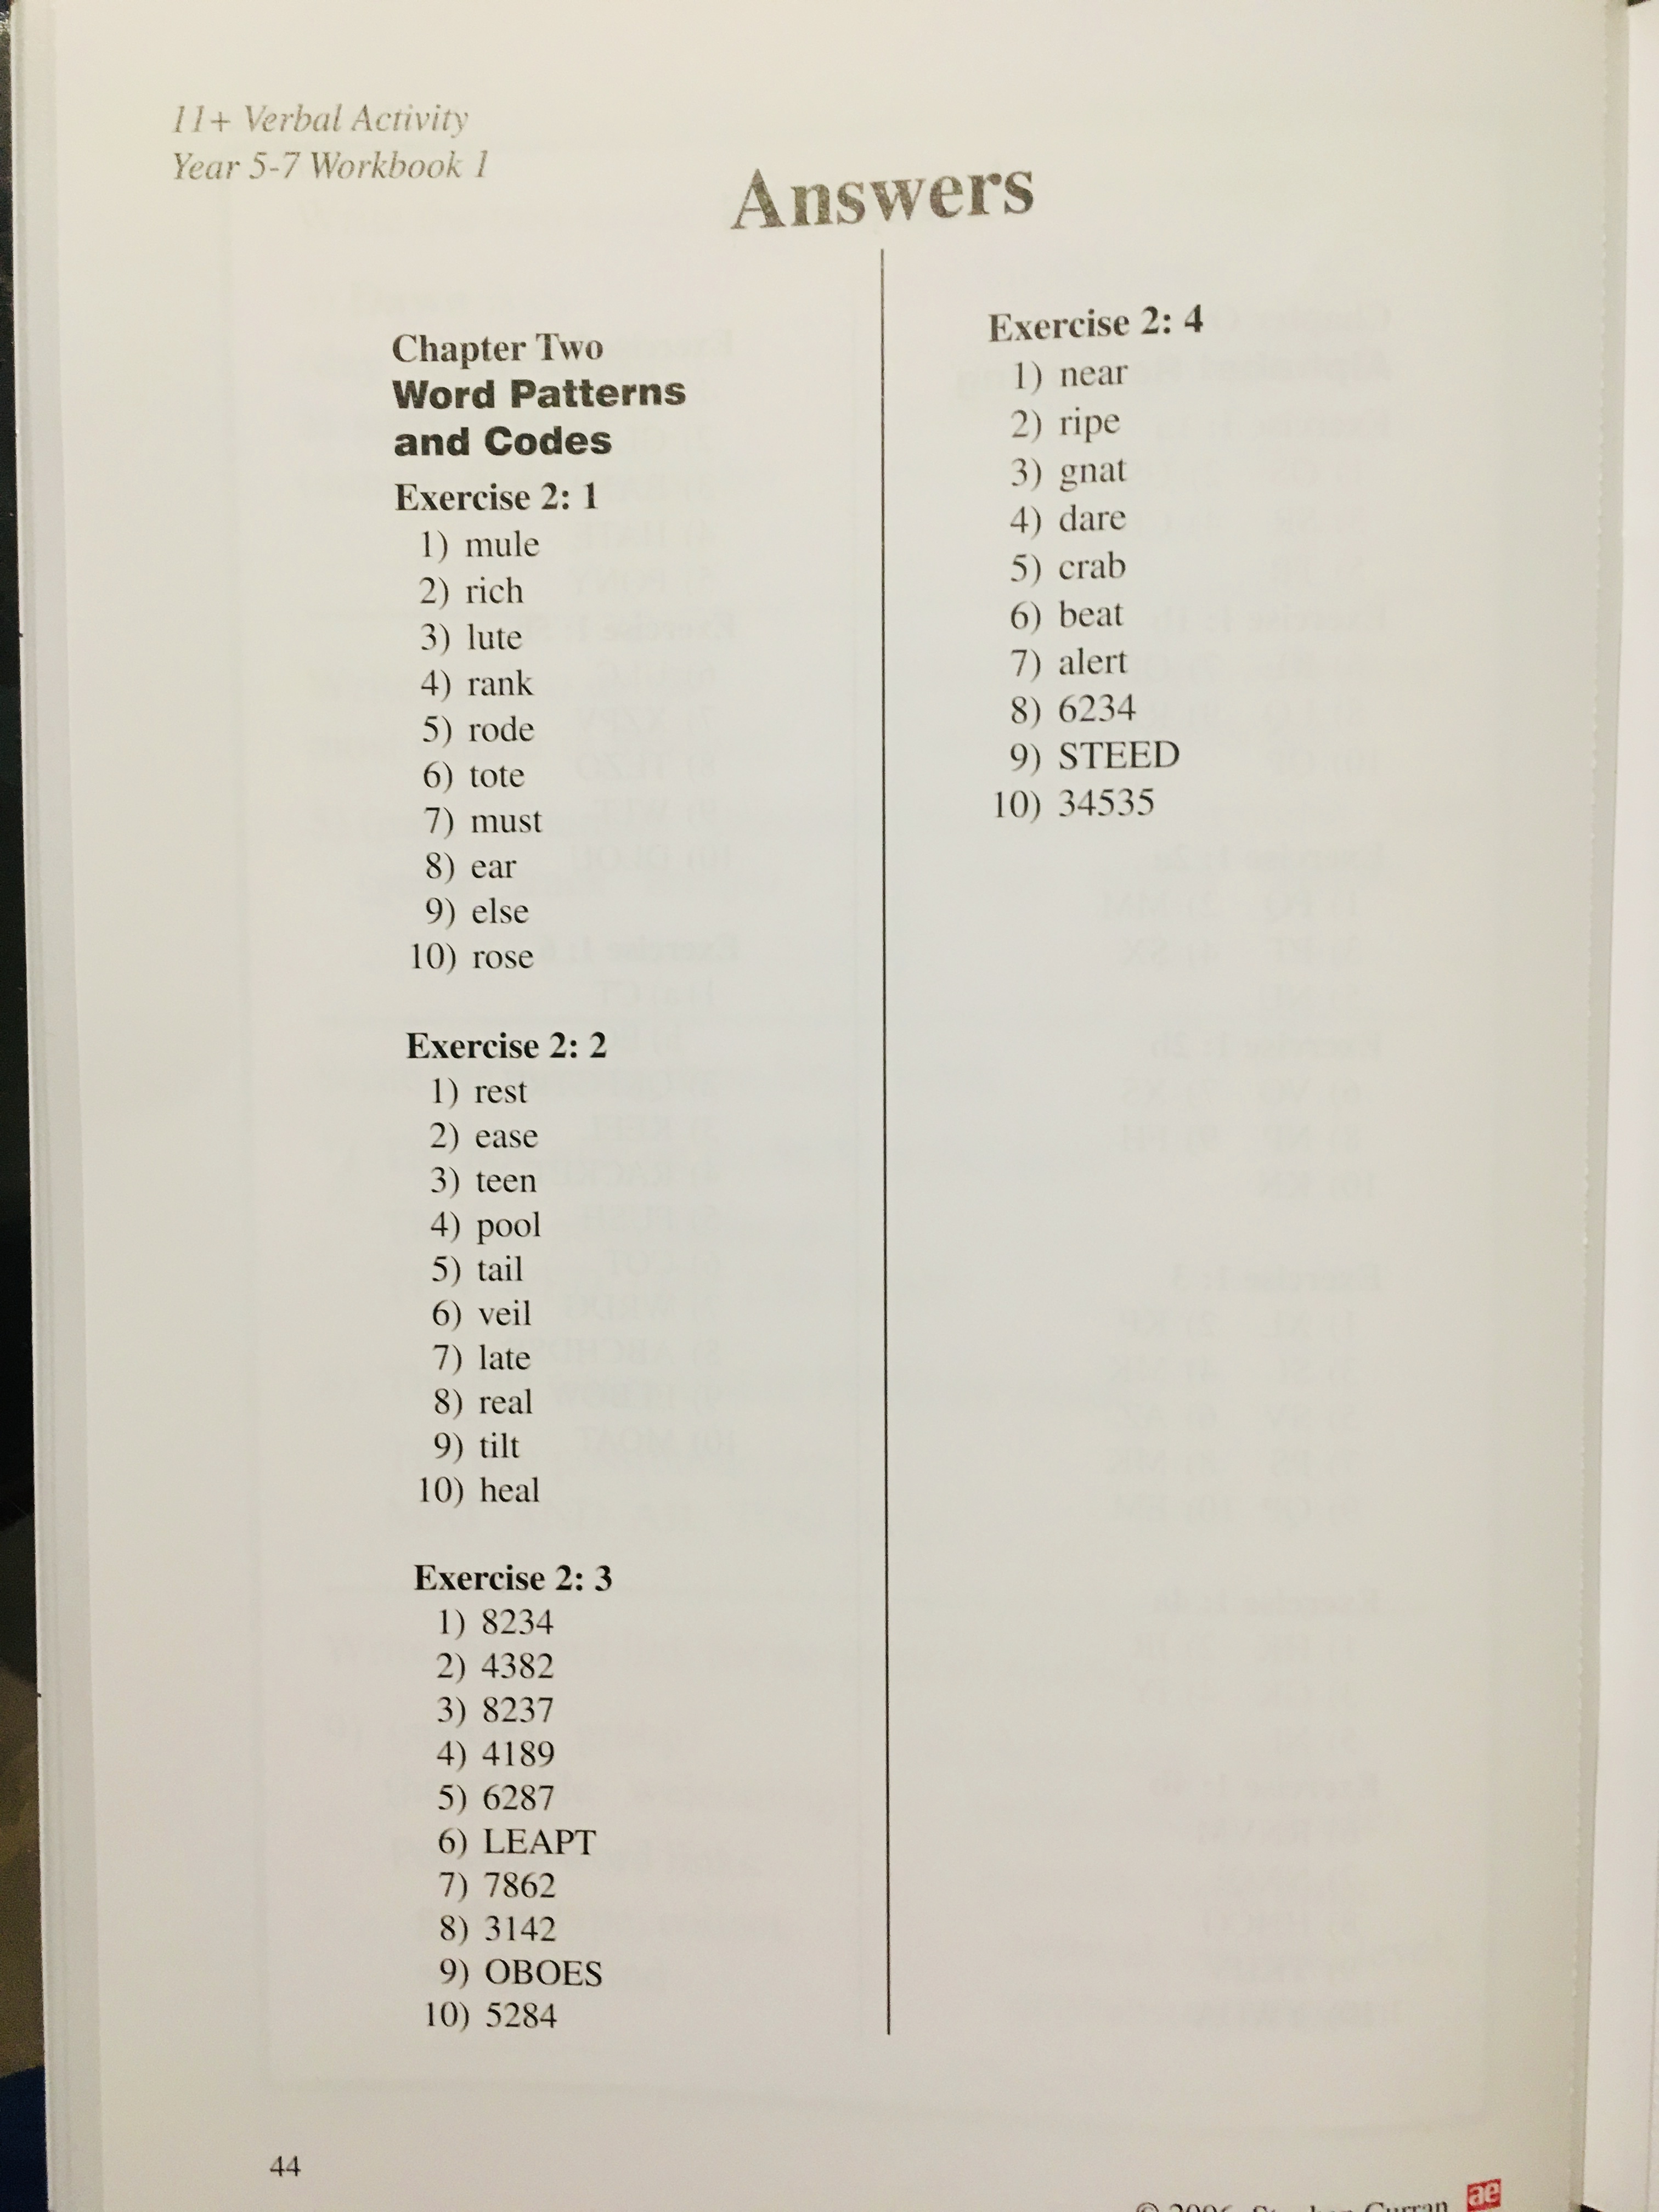 11+ Verbal Activity
Year 5-7 Workbook 1
Answers
Chapter Two
Word Patterns
and Codes
Exercise 2: 1
1) mule
2) rich
3) lute
4) rank
5) rode
6) tote
7) must
8) ear
9) else
10) rose
Exercise 2: 2
1) rest
2) ease
3) teen
4) pool
5) tail
6) veil
7) late
8) real
9) tilt
10) heal
Exercise 2: 3
1) 8234
2) 4382
3) 8237
4) 4189
5) 6287
6) LEAPT
7) 7862
8) 3142
9) OBOES
10) 5284
Exercise 2: 4
1) near
2) ripe
3) gnat
4) dare
5) crab
6) beat
7) alert
8) 6234
9) STEED
10) 34535
44
© 2006 Stephen Curran
ae